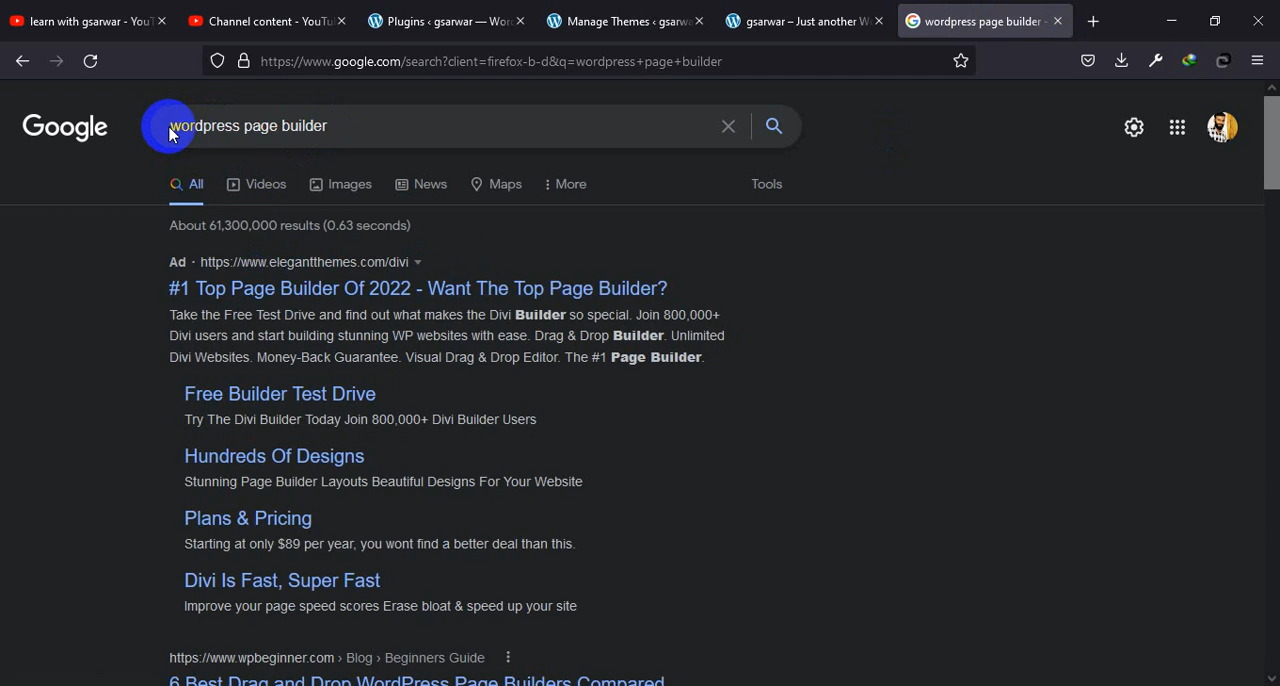 learn with gsarwar - YouT
Channel content - YouTu
Plugins ‹ gsarwar — Wor
Manage Themes ‹ gsarwa
gsarwar – Just another W
wordpress page builder -
https://www.google.com/search?client=firefox-b-d&q=wordpress+page+builder
Google
wordpress page builder
All
Videos
Images
News
Maps
More
Tools
About 61,300,000 results (0.63 seconds)
Ad · https://www.elegantthemes.com/divi
#1 Top Page Builder Of 2022 - Want The Top Page Builder?
Take the Free Test Drive and find out what makes the Divi Builder so special. Join 800,000+
Divi users and start building stunning WP websites with ease. Drag & Drop Builder. Unlimited
Divi Websites. Money-Back Guarantee. Visual Drag & Drop Editor. The #1 Page Builder.
Free Builder Test Drive
Try The Divi Builder Today Join 800,000+ Divi Builder Users
Hundreds Of Designs
Stunning Page Builder Layouts Beautiful Designs For Your Website
Plans & Pricing
Starting at only $89 per year, you wont find a better deal than this.
Divi Is Fast, Super Fast
Improve your page speed scores Erase bloat & speed up your site
https://www.wpbeginner.com › Blog › Beginners Guide
6 Best Drag and Drop WordPress Page Builders Compared